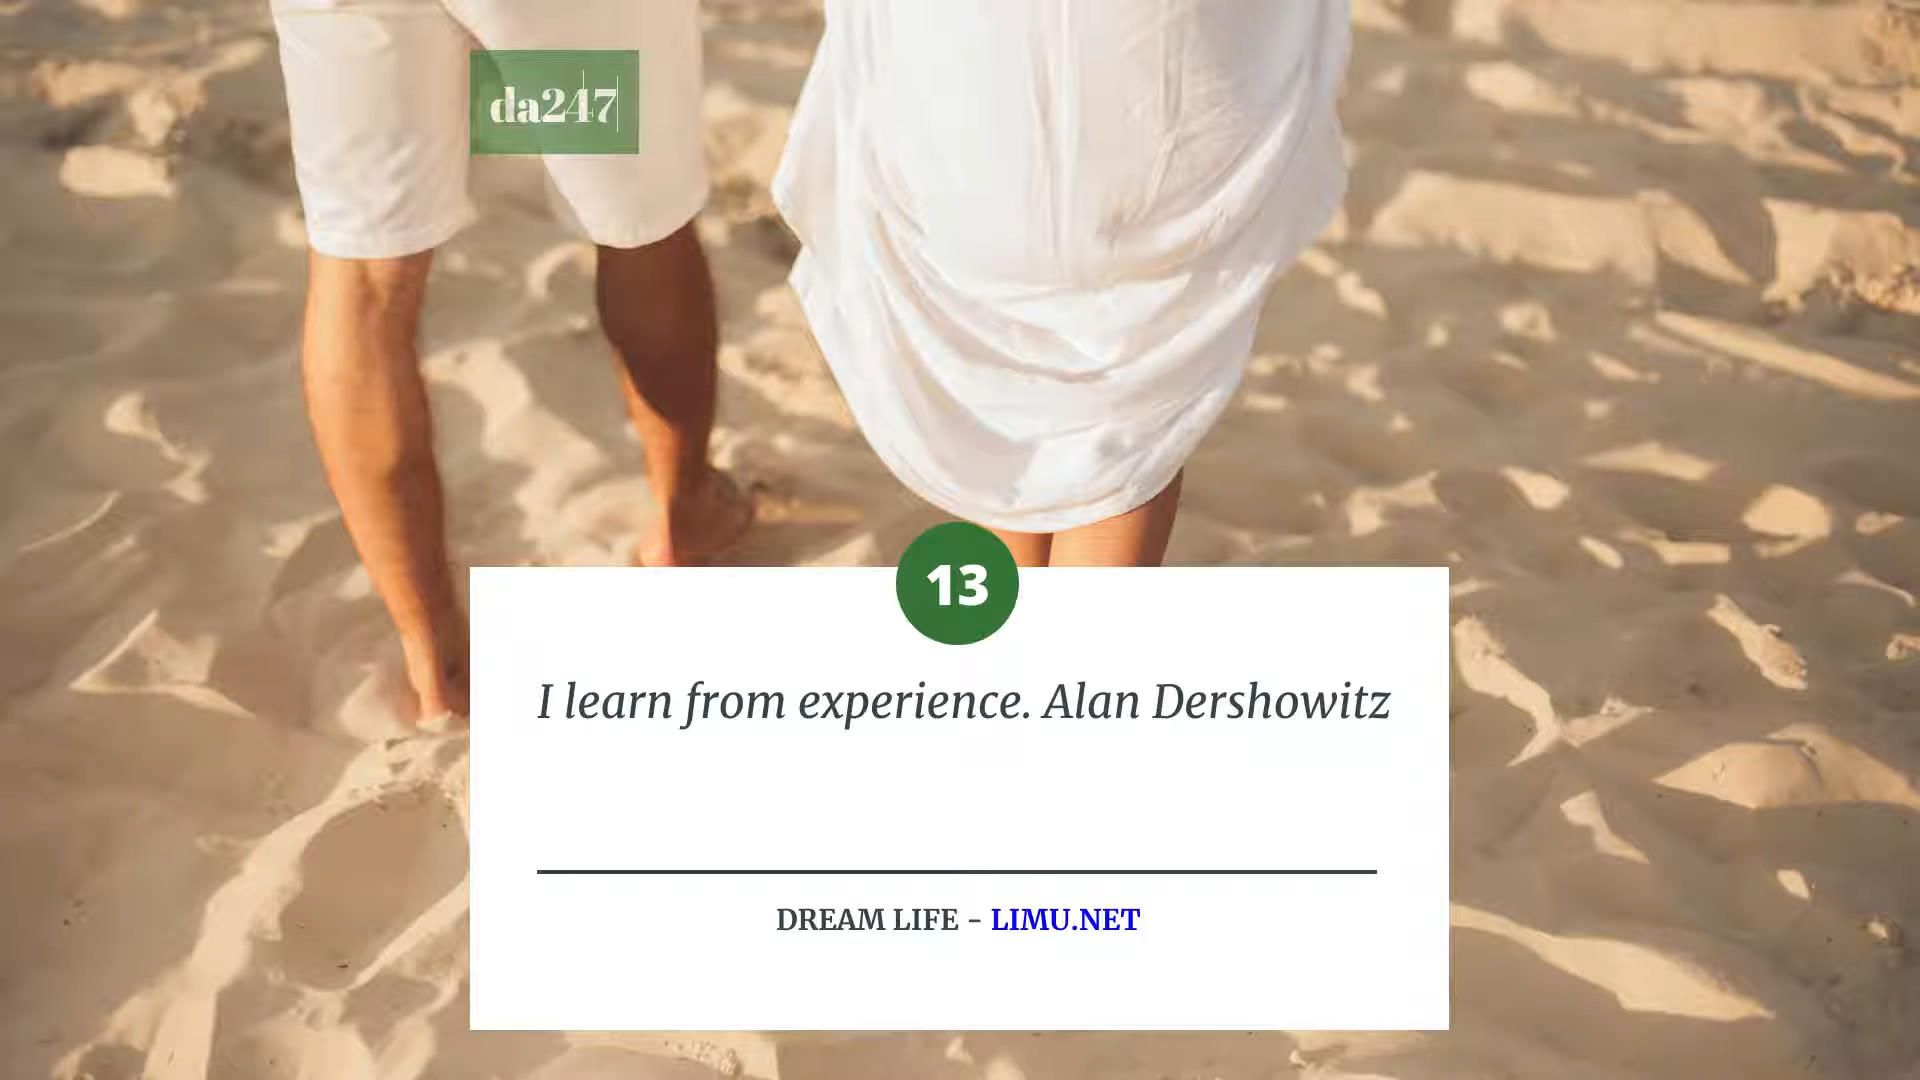 da247
13
I learn from experience. Alan Dershowitz
DREAM LIFE - LIMU.NET